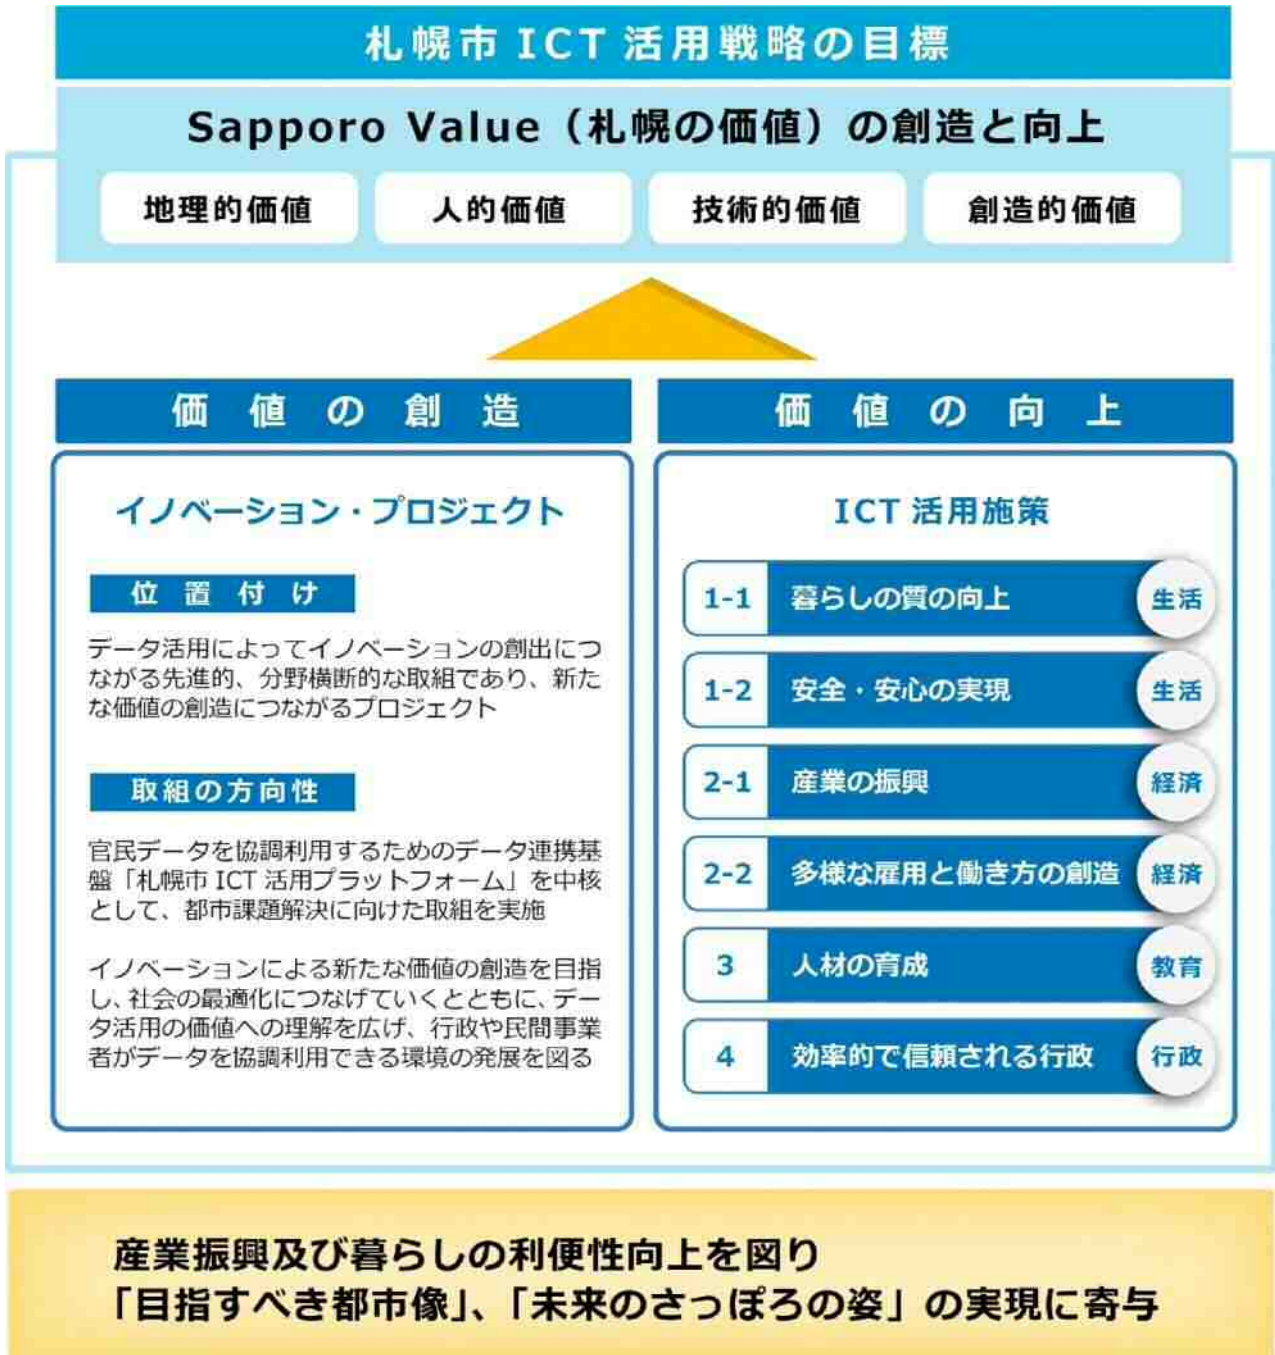 札幌市 ICT 活用戦略の目標
Sapporo Value（札幌の価値）の創造と向上
地理的価値
人的価値
技術的価値
創造的価値
価値の創造
イノベーション・プロジェクト
位置付け
データ活用によってイノベーションの創出につ
ながる先進的、分野横断的な取組であり、新た
な価値の創造につながるプロジェクト
取組の方向性
官民データを協調利用するためのデータ連携基
盤「札幌市 ICT 活用プラットフォーム」を中核
として、都市課題解決に向けた取組を実施
イノベーションによる新たな価値の創造を目指
し、社会の最適化につなげていくとともに、デー
タ活用の価値への理解を広げ、行政や民間事業
者がデータを協調利用できる環境の発展を図る
価値の向上
ICT 活用施策
1-1 暮らしの質の向上 生活
1-2 安全・安心の実現 生活
2-1 産業の振興 経済
2-2 多様な雇用と働き方の創造 経済
3 人材の育成 教育
4 効率的で信頼される行政 行政
産業振興及び暮らしの利便性向上を図り
「目指すべき都市像」、「未来のさっぽろの姿」の実現に寄与